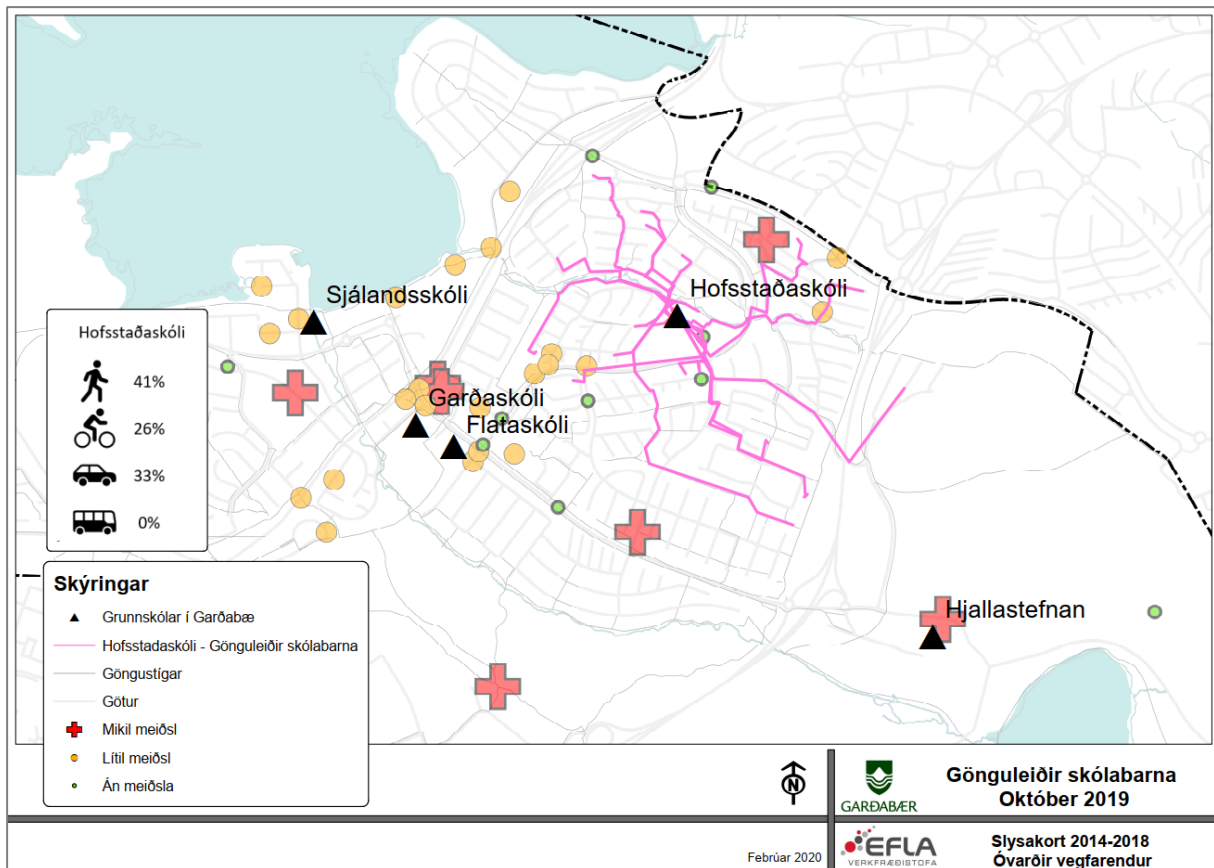 Sjálandsskóli
Hofsstaðaskóli
Garðaskóli
Flataskóli
Hjallastefnan
Hofsstaðaskóli
41%
26%
33%
0%
Skýringar
Grunnskólar í Garðabæ
Hofsstadaskóli - Gönguleiðir skólabarna
Göngustígar
Götur
Mikil meiðsl
Lítil meiðsl
Án meiðsla
N
GARÐABÆR
Gönguleiðir skólabarna
Október 2019
Febrúar 2020
EFLA
VERKFRÆÐISTOFA
Slysakort 2014-2018
Óvarðir vegfarendur